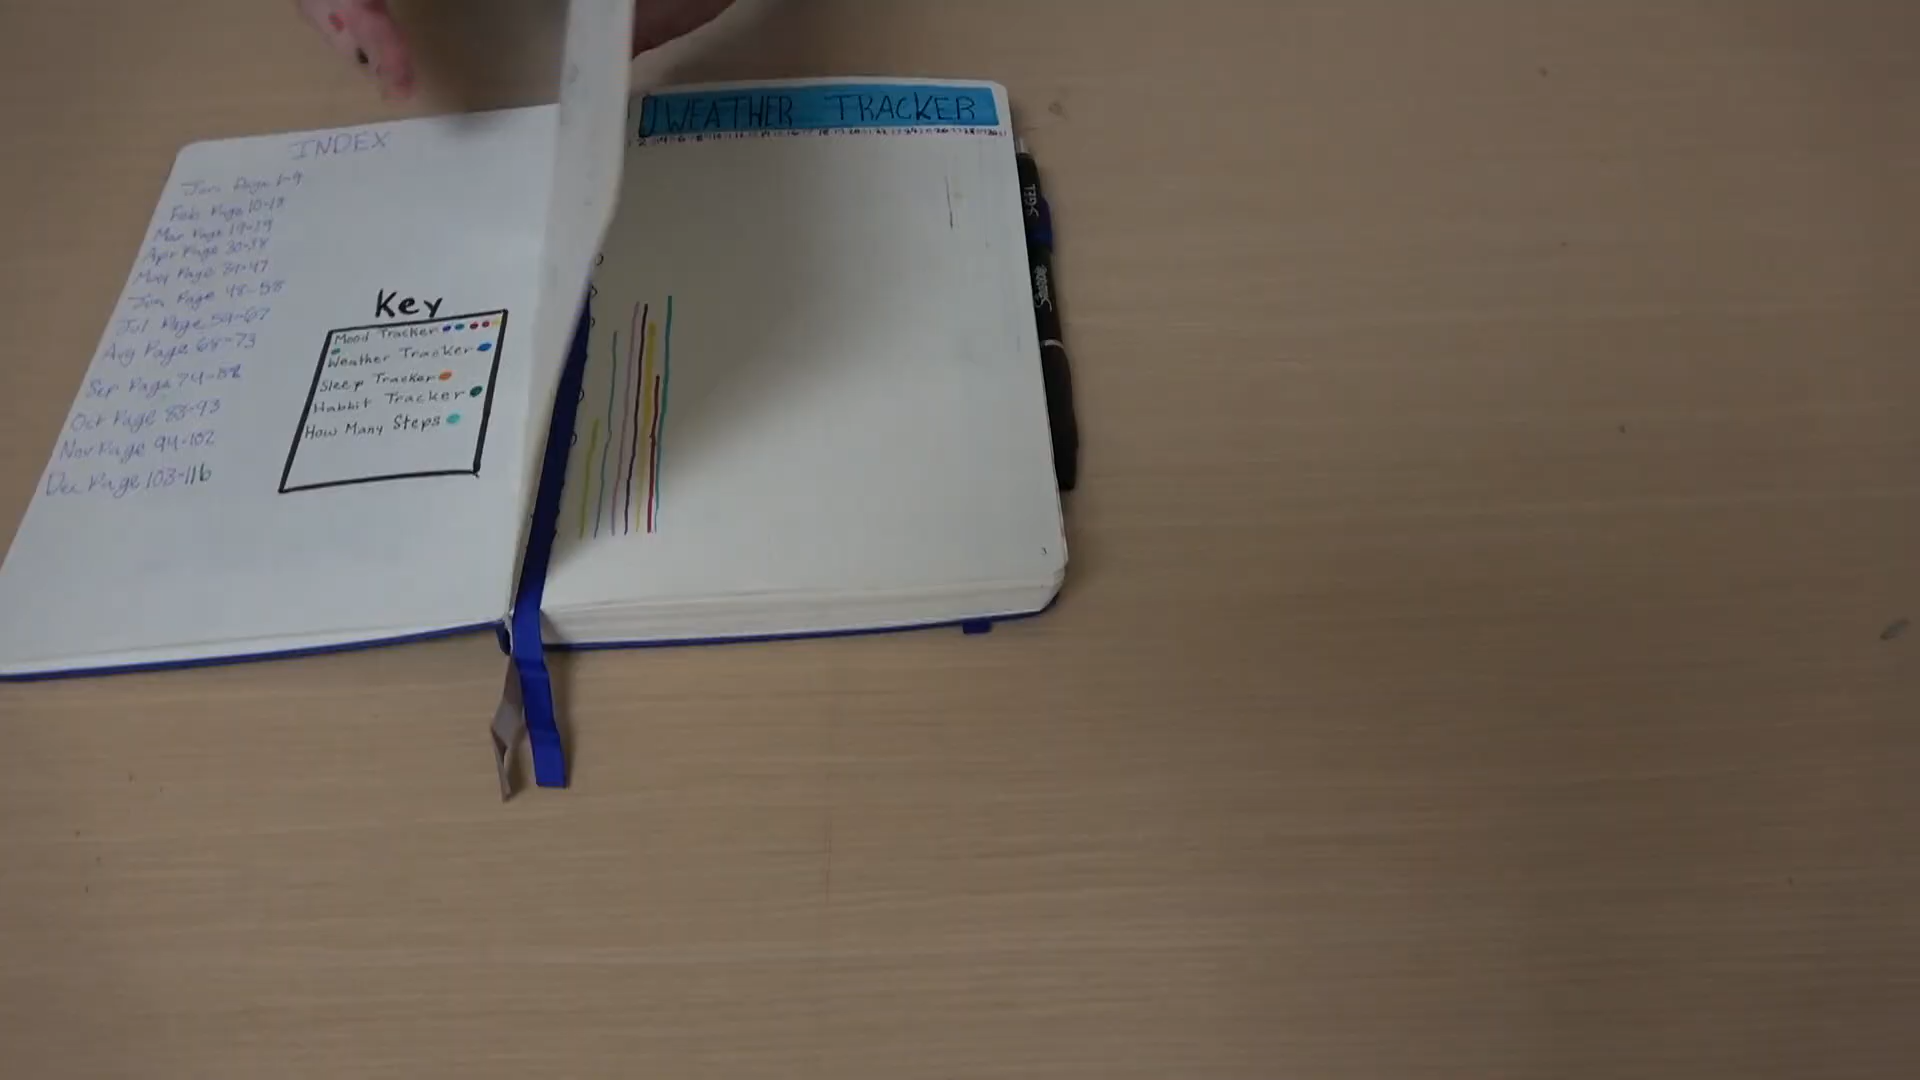 INDEX
Jan Page 1-9
Feb Page 10-18
Mar Page 19-29
Apr Page 30-38
May Page 39-47
Jun Page 48-58
Jul Page 59-67
Aug Page 68-73
Sep Page 74-82
Oct Page 83-93
Nov Page 94-102
Dec Page 103-116
Key
Mood Tracker
Weather Tracker
Sleep Tracker
Habbit Tracker
How Many Steps
WEATHER TRACKER
3
S·GEL
Sharpie